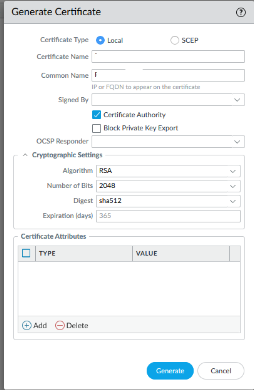 Generate Certificate
Certificate Type Local SCEP
Certificate Name
Common Name
IP or FQDN to appear on the certificate
Signed By
Certificate Authority
Block Private Key Export
OCSP Responder
Cryptographic Settings
Algorithm RSA
Number of Bits 2048
Digest sha512
Expiration (days) 365
Certificate Attributes
TYPE VALUE
Add Delete
Generate Cancel